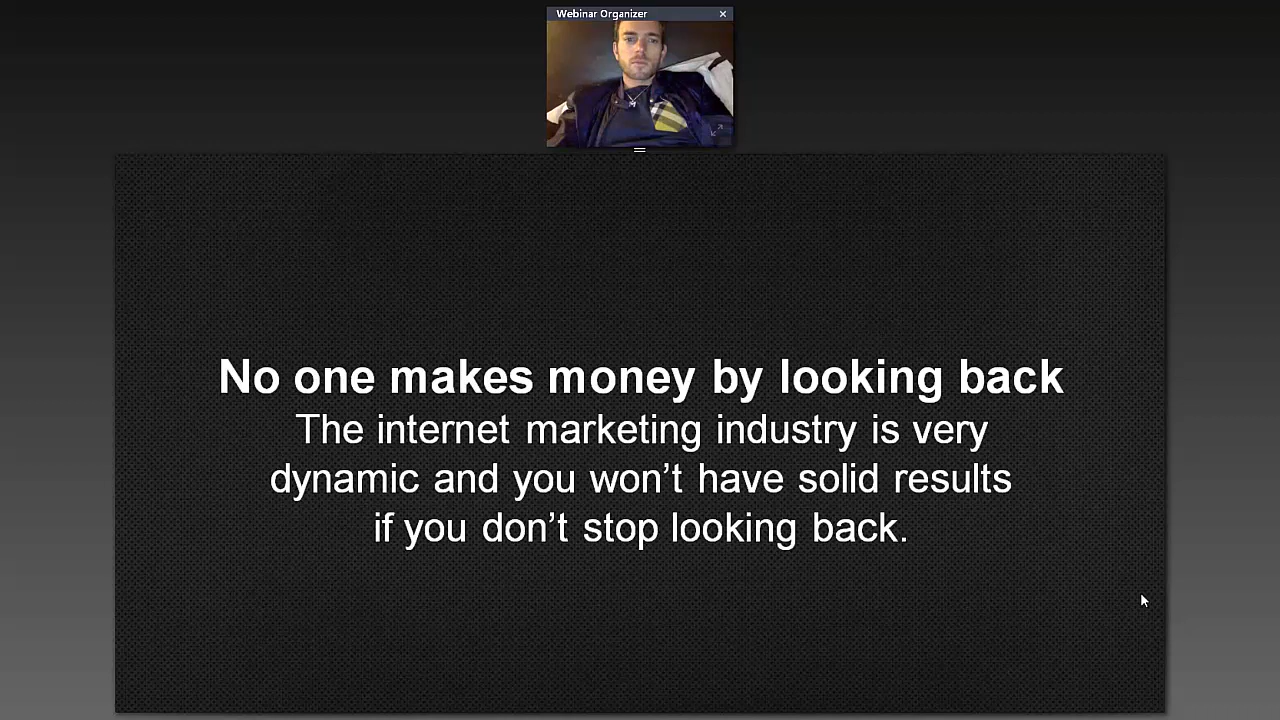 Webinar Organizer
No one makes money by looking back
The internet marketing industry is very
dynamic and you won’t have solid results
if you don’t stop looking back.